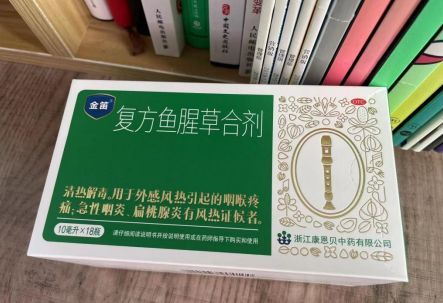 金笛
复方鱼腥草合剂
OTC
清热解毒。用于外感风热引起的咽喉疼
痛；急性咽炎、扁桃腺炎有风热证候者。
10毫升×18瓶
请仔细阅读说明书并按说明使用或在药师指导下购买和使用
浙江康恩贝中药有限公司